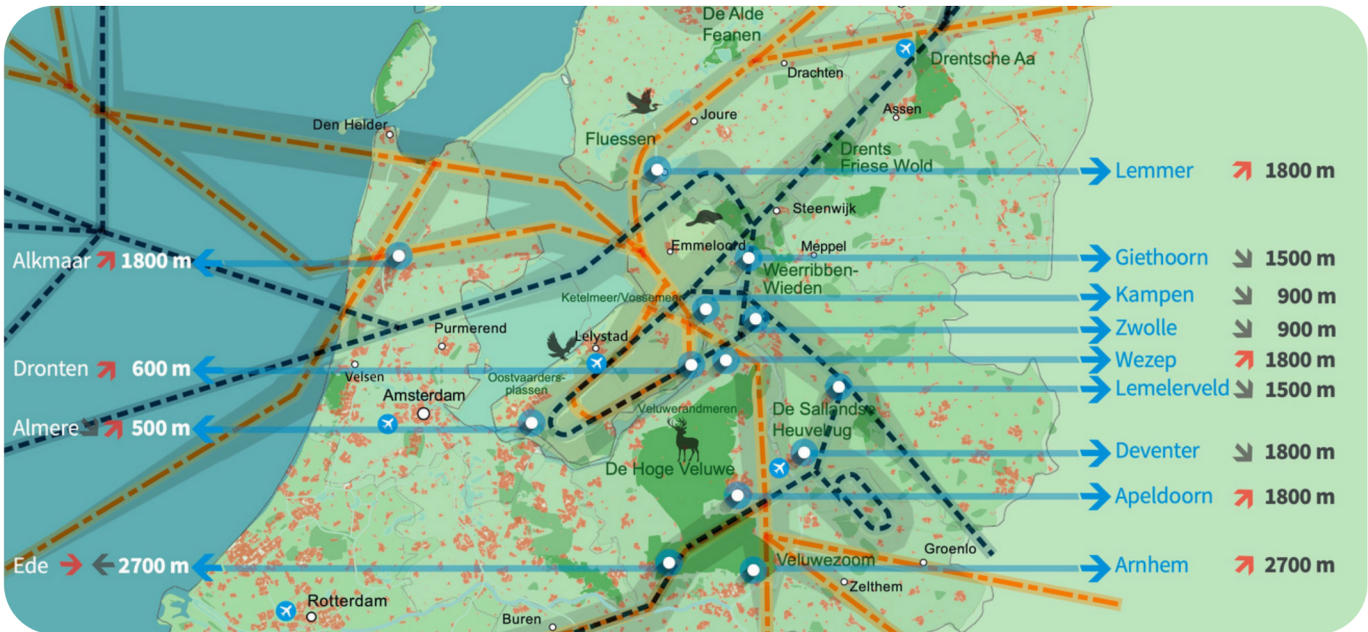 De Alde
Feanen
Drentsche Aa
Drachten
Assen
Den Helder
Joure
Fluessen
Drents
Friese Wold
Lemmer 1800 m
Steenwijk
Emmeloord
Meppel
Alkmaar 1800 m
Giethoorn 1500 m
Weerribben-
Wieden
Ketelmeer/Vossemeer
Kampen 900 m
Purmerend
Zwolle 900 m
Lelystad
Wezep 1800 m
Dronten 600 m
Velsen
Oostvaarders-
plassen
Lemelerveld 1500 m
Amsterdam
Veluwerandmeren
De Sallandse
Heuvelrug
Almere 500 m
Deventer 1800 m
De Hoge Veluwe
Apeldoorn 1800 m
Groenlo
Ede 2700 m
Veluwezoom
Arnhem 2700 m
Zelthem
Rotterdam
Buren